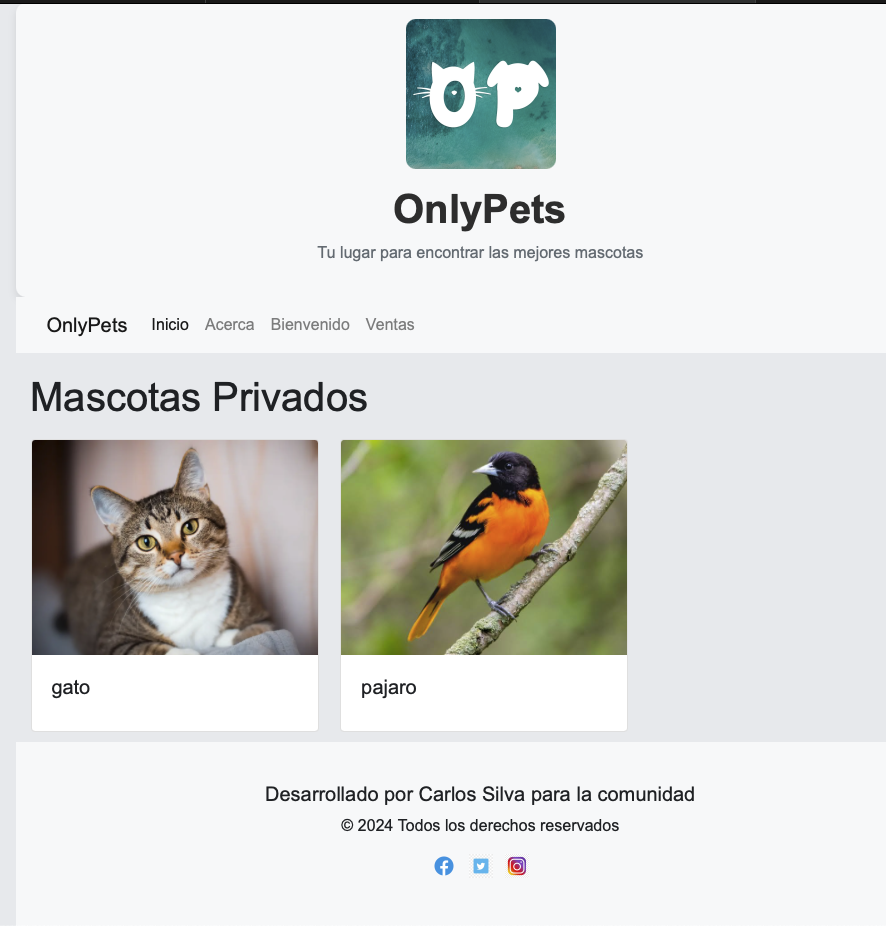 OP
OnlyPets
Tu lugar para encontrar las mejores mascotas
OnlyPets Inicio Acerca Bienvenido Ventas
Mascotas Privados
gato pajaro
Desarrollado por Carlos Silva para la comunidad
© 2024 Todos los derechos reservados